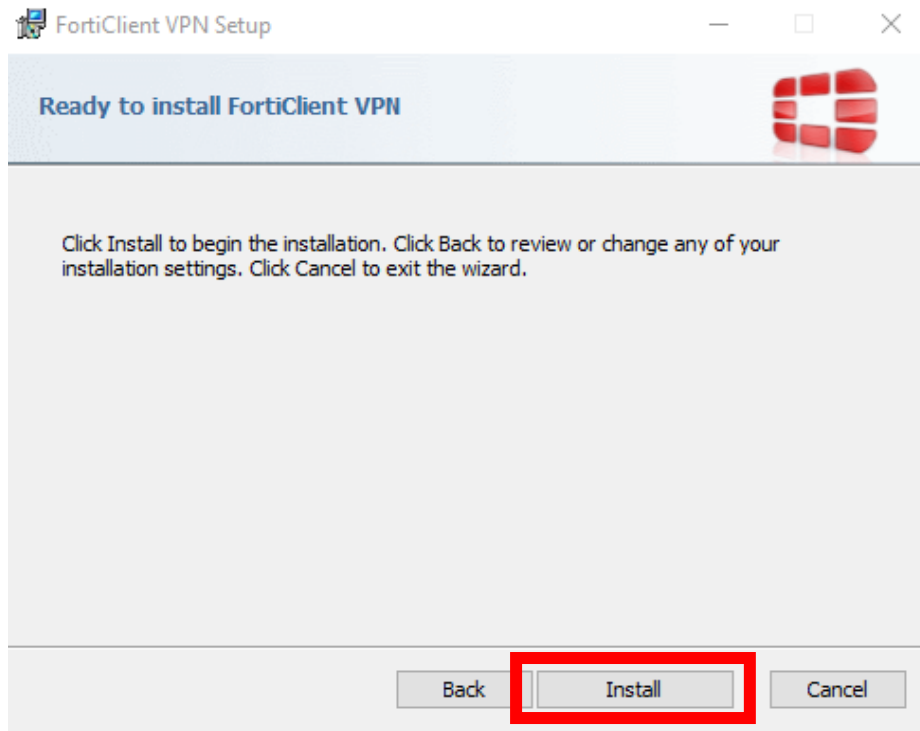 FortiClient VPN Setup
Ready to install FortiClient VPN
Click Install to begin the installation. Click Back to review or change any of your
installation settings. Click Cancel to exit the wizard.
Back
Install
Cancel